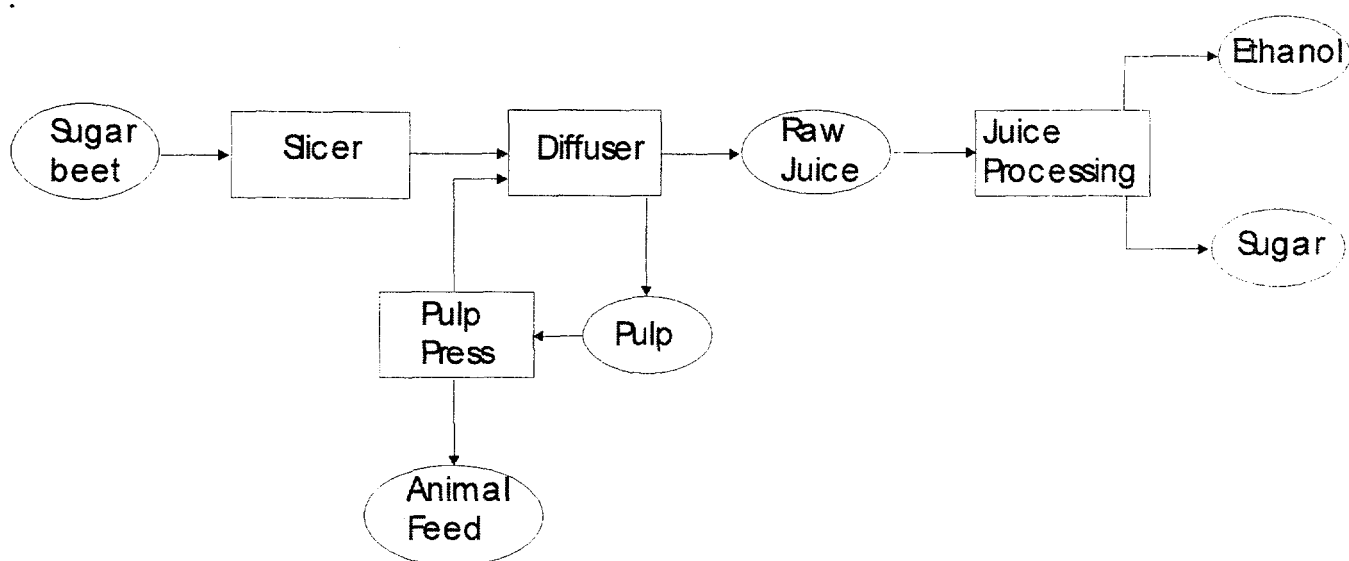 Ethanol
Sugar
beet
Slicer
Diffuser
Raw
Juice
Juice
Processing
Sugar
Pulp
Press
Pulp
Animal
Feed